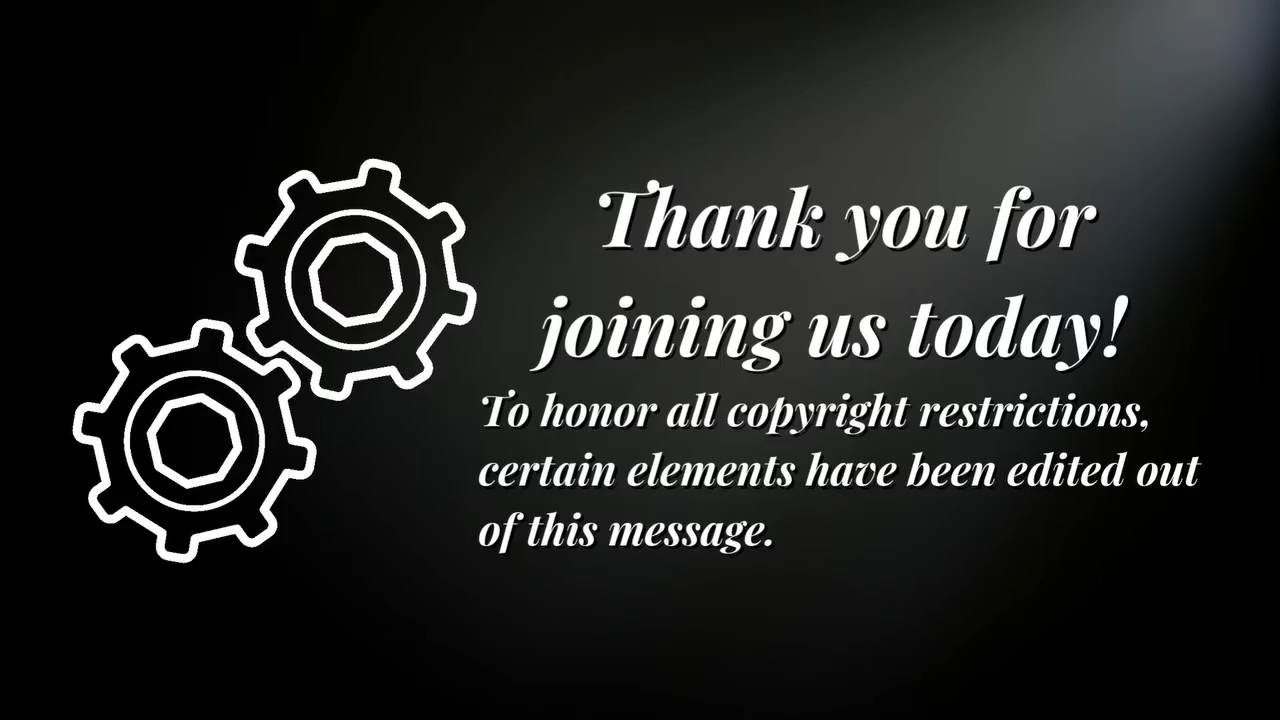 Thank you for
joining us today!
To honor all copyright restrictions,
certain elements have been edited out
of this message.